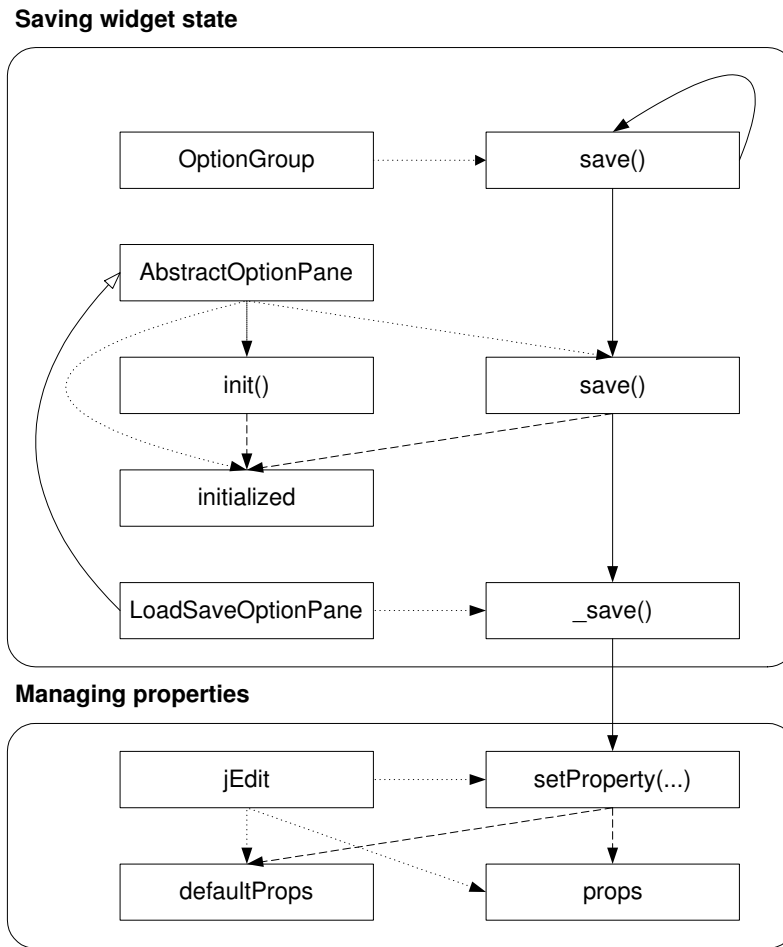 Saving widget state
OptionGroup
save()
AbstractOptionPane
init()
save()
initialized
LoadSaveOptionPane
_save()
Managing properties
jEdit
setProperty(...)
defaultProps
props